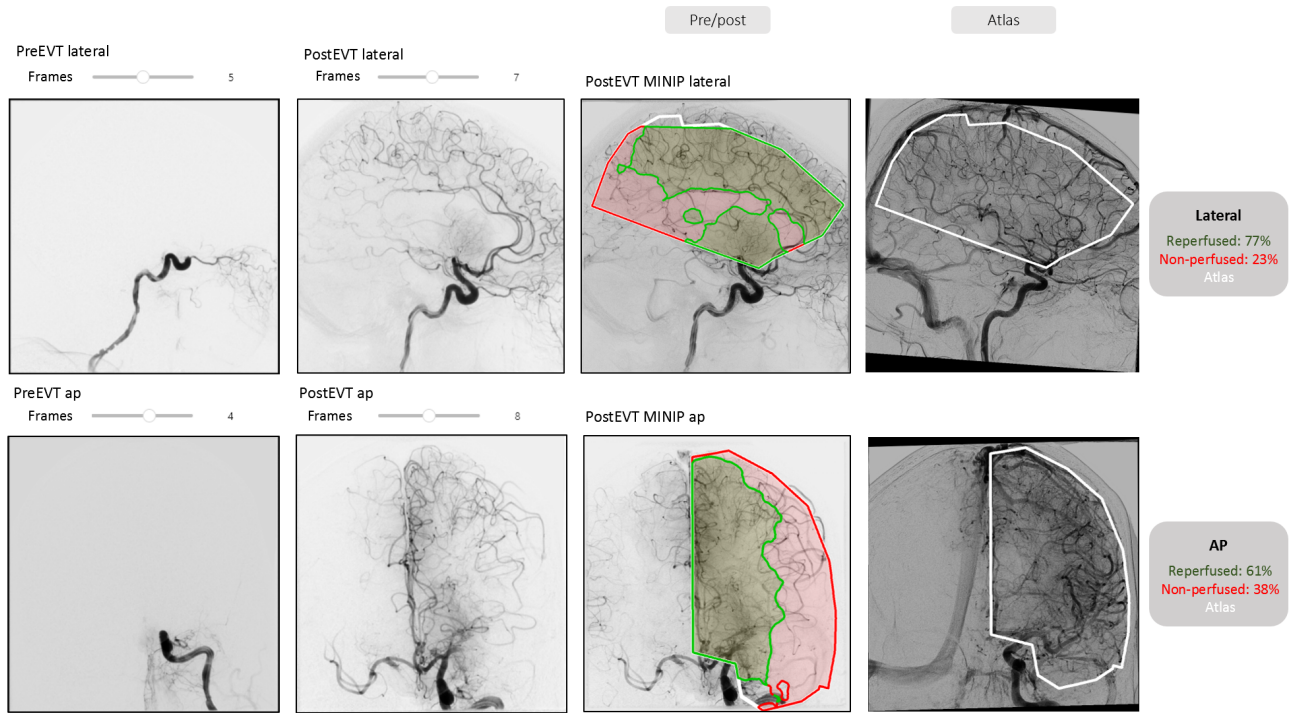 Pre/post
Atlas
PreEVT lateral
Frames 5
PostEVT lateral
Frames 7
PostEVT MINIP lateral
Lateral
Reperfused: 77%
Non-perfused: 23%
Atlas
PreEVT ap
Frames 4
PostEVT ap
Frames 8
PostEVT MINIP ap
AP
Reperfused: 61%
Non-perfused: 38%
Atlas